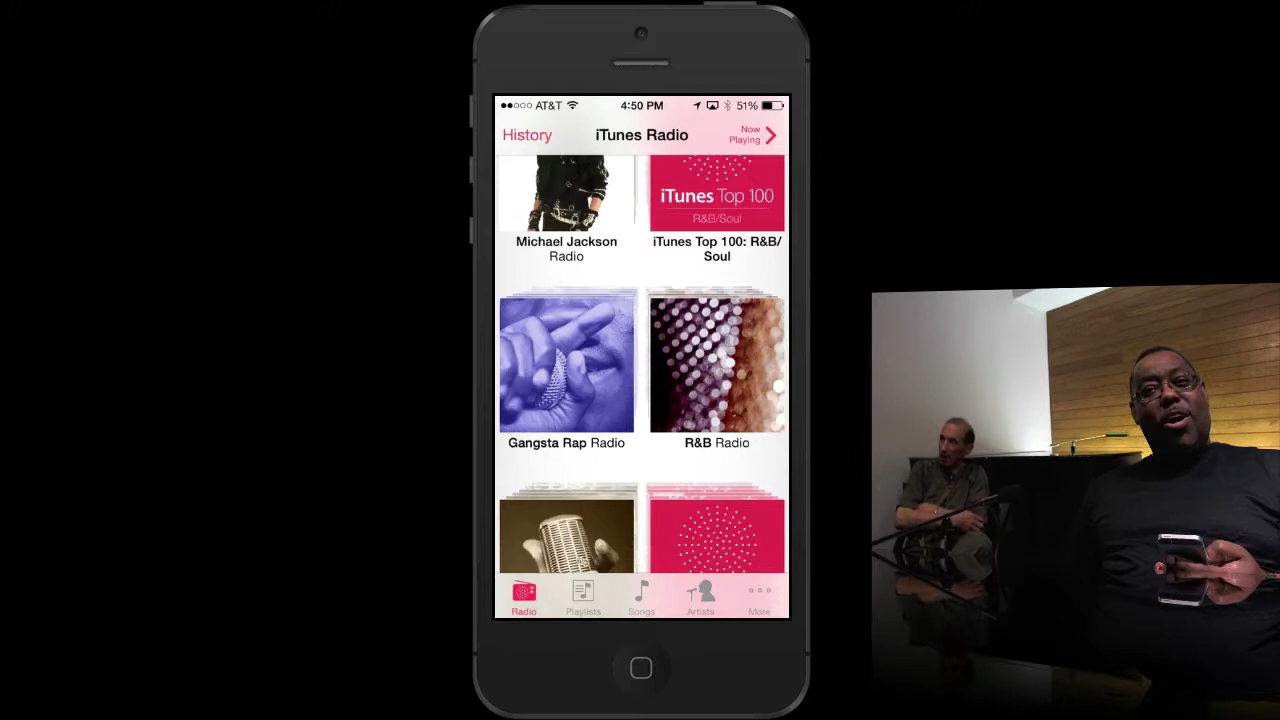 AT&T 4:50 PM 51%
History iTunes Radio Now
Playing
iTunes Top 100
R&B/Soul
Michael Jackson
Radio
iTunes Top 100: R&B/
Soul
Gangsta Rap Radio
R&B Radio
Radio Playlists Songs Artists More